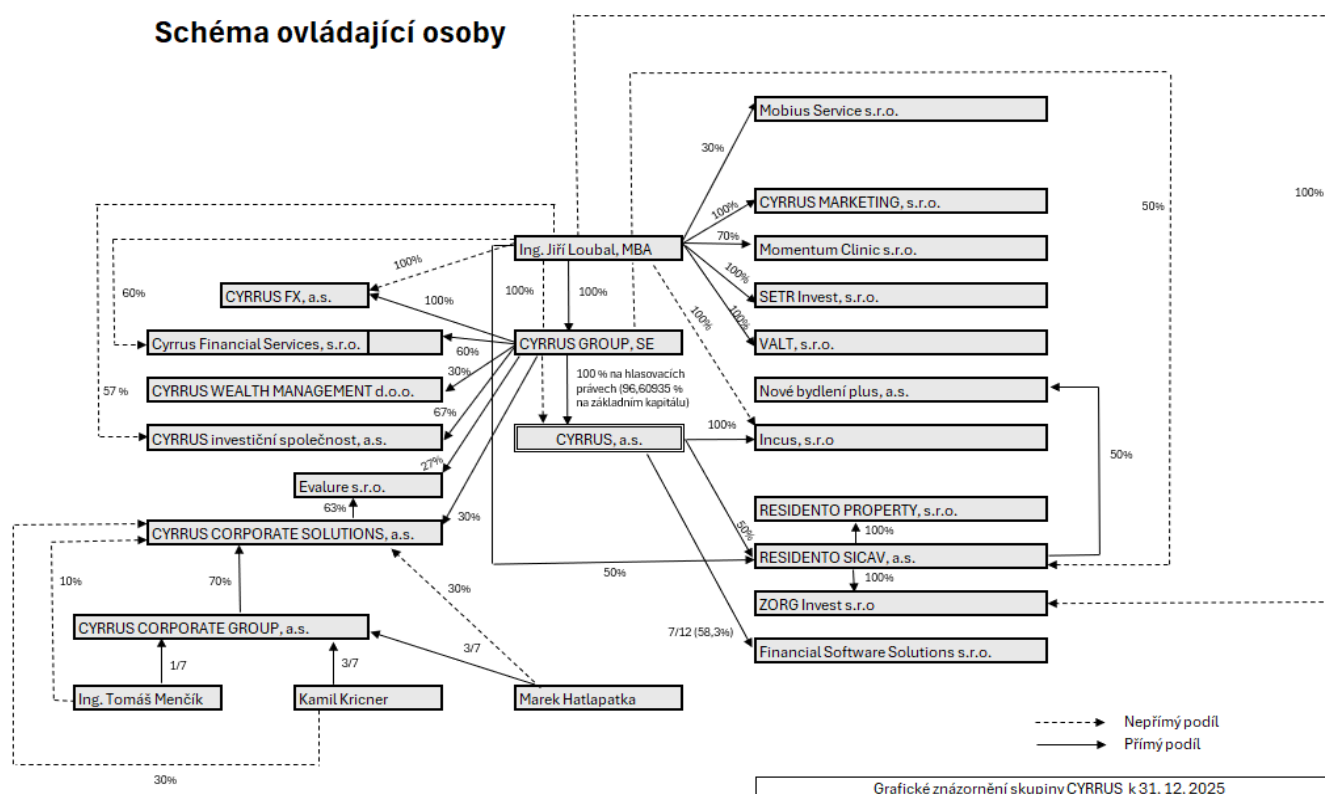 Schéma ovládající osoby
Mobius Service s.r.o.
30%
100%
50%
CYRRUS MARKETING, s.r.o.
100%
70%
Ing. Jiří Loubal, MBA
Momentum Clinic s.r.o.
100%
100%
60%
CYRRUS FX, a.s.
100%
100%
100%
SETR Invest, s.r.o.
100%
100%
Cyrrus Financial Services, s.r.o.
60%
CYRRUS GROUP, SE
VALT, s.r.o.
30%
100 % na hlasovacích
právech (96,60935 %
na základním kapitálu)
57 %
CYRRUS WEALTH MANAGEMENT d.o.o.
Nové bydlení plus, a.s.
67%
CYRRUS investiční společnost, a.s.
CYRRUS, a.s.
100%
Incus, s.r.o
50%
27%
Evalure s.r.o.
63%
30%
RESIDENTO PROPERTY, s.r.o.
50%
100%
CYRRUS CORPORATE SOLUTIONS, a.s.
RESIDENTO SICAV, a.s.
10%
70%
30%
50%
100%
ZORG Invest s.r.o
CYRRUS CORPORATE GROUP, a.s.
7/12 (58,3%)
3/7
Financial Software Solutions s.r.o.
1/7
3/7
Ing. Tomáš Menčík
Kamil Kricner
Marek Hatlapatka
Nepřímý podíl
Přímý podíl
30%
Grafické znázornění skupiny CYRRUS k 31. 12. 2025